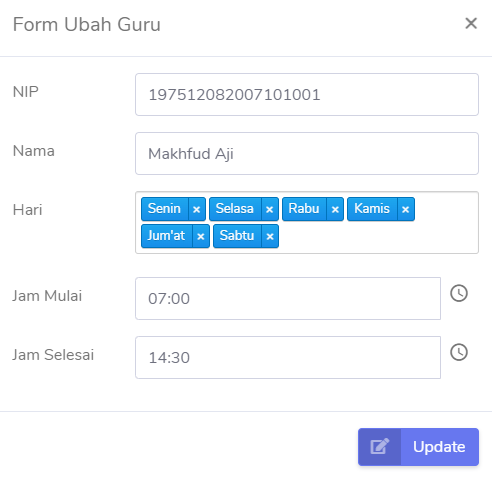 Form Ubah Guru ×
NIP 197512082007101001
Nama Makhfud Aji
Hari Senin × Selasa × Rabu × Kamis ×
Jum'at × Sabtu ×
Jam Mulai 07:00
Jam Selesai 14:30
Update